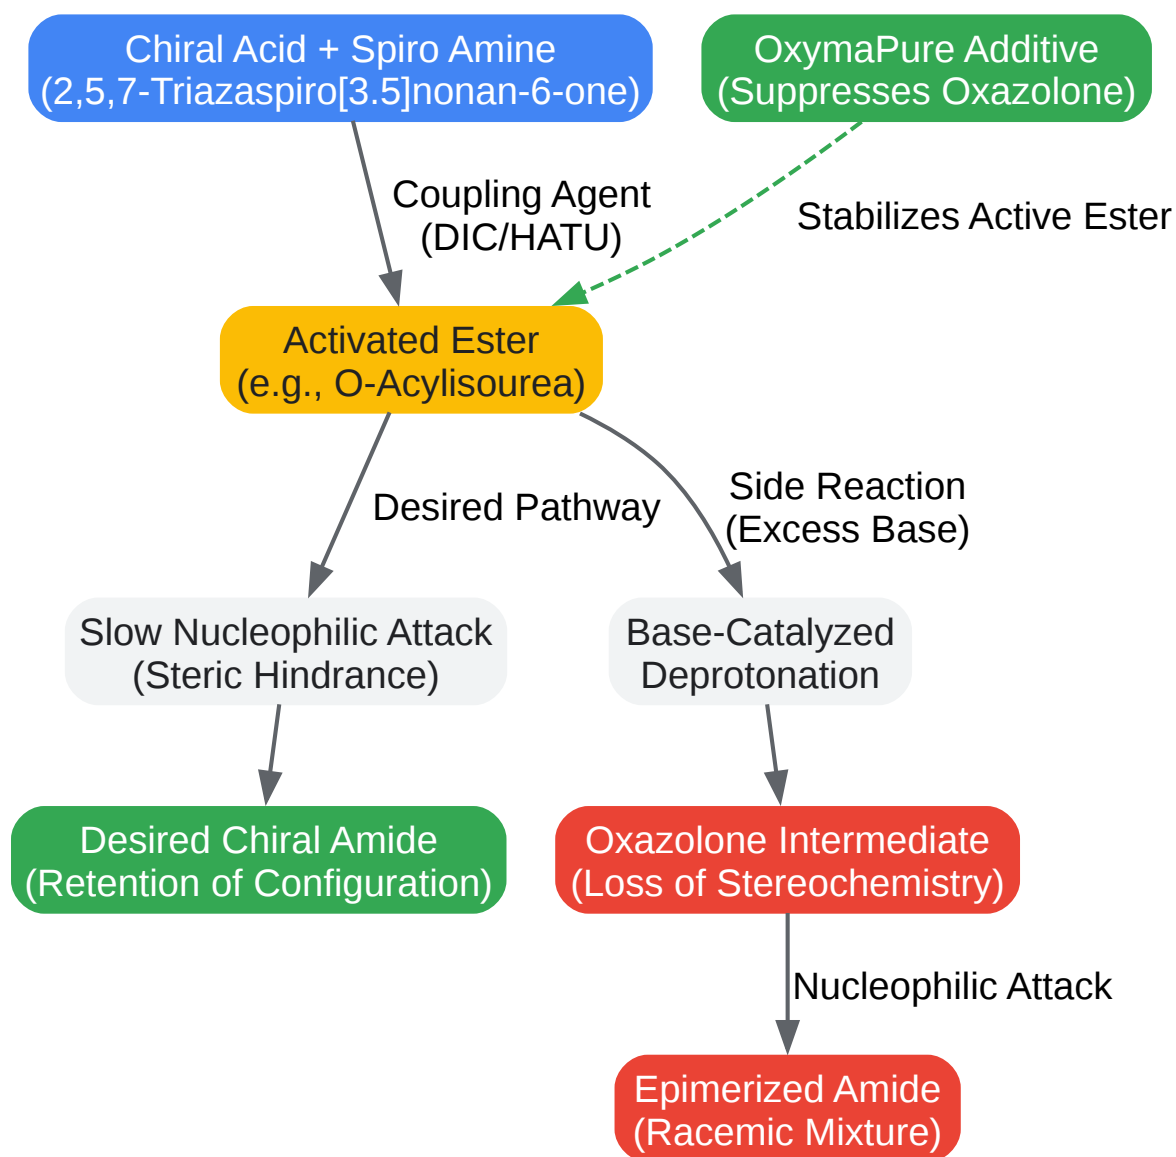 Chiral Acid + Spiro Amine
(2,5,7-Triazaspiro[3.5]nonan-6-one)
OxymaPure Additive
(Suppresses Oxazolone)
Coupling Agent
(DIC/HATU)
Stabilizes Active Ester
Activated Ester
(e.g., O-Acylisourea)
Desired Pathway
Side Reaction
(Excess Base)
Slow Nucleophilic Attack
(Steric Hindrance)
Base-Catalyzed
Deprotonation
Desired Chiral Amide
(Retention of Configuration)
Oxazolone Intermediate
(Loss of Stereochemistry)
Nucleophilic Attack
Epimerized Amide
(Racemic Mixture)